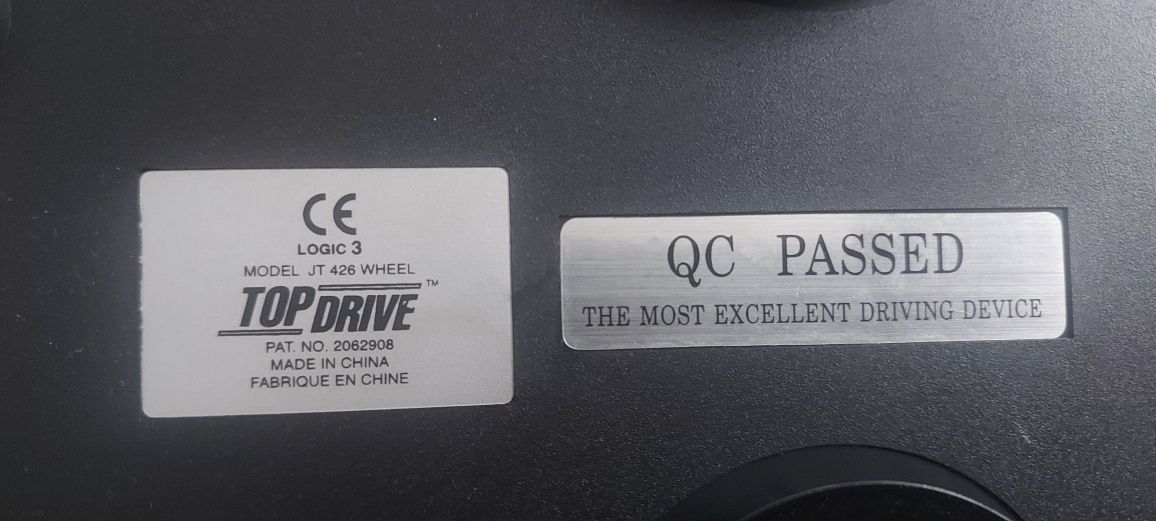 CE
LOGIC 3
MODEL JT 426 WHEEL
TOP DRIVE™
PAT. NO. 2062908
MADE IN CHINA
FABRIQUE EN CHINE
QC PASSED
THE MOST EXCELLENT DRIVING DEVICE